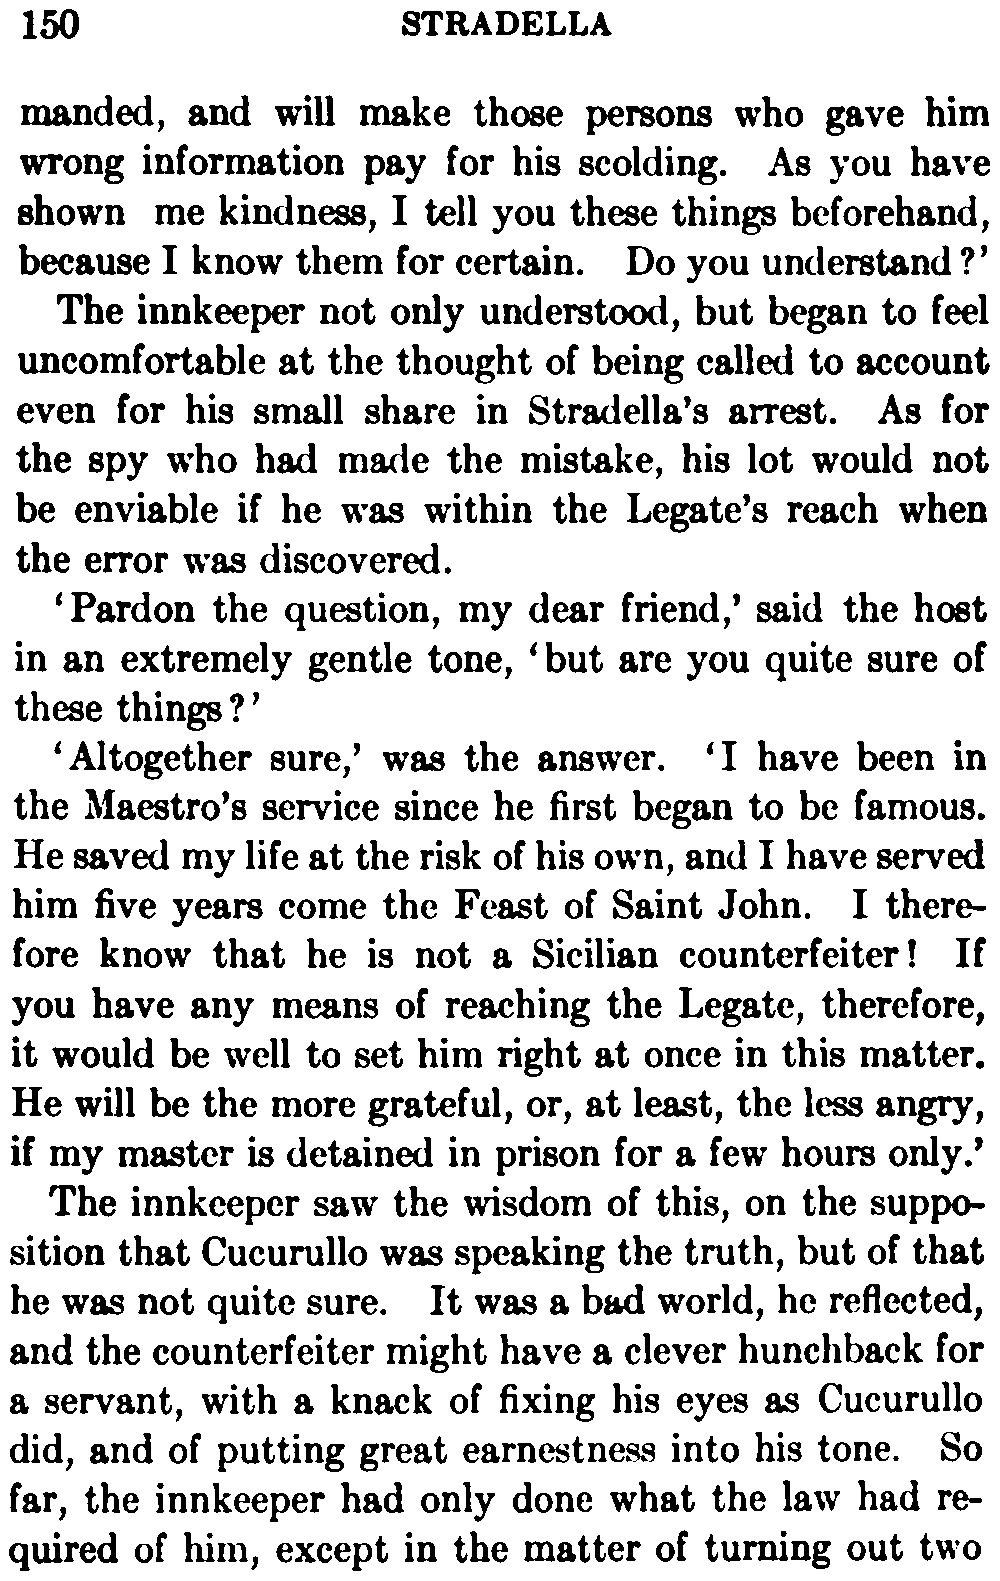 150 STRADELLA
manded, and will make those persons who gave him
wrong information pay for his scolding. As you have
shown me kindness, I tell you these things beforehand,
because I know them for certain. Do you understand?'
The innkeeper not only understood, but began to feel
uncomfortable at the thought of being called to account
even for his small share in Stradella's arrest. As for
the spy who had made the mistake, his lot would not
be enviable if he was within the Legate's reach when
the error was discovered.
'Pardon the question, my dear friend,' said the host
in an extremely gentle tone, 'but are you quite sure of
these things?'
'Altogether sure,' was the answer. 'I have been in
the Maestro's service since he first began to be famous.
He saved my life at the risk of his own, and I have served
him five years come the Feast of Saint John. I there-
fore know that he is not a Sicilian counterfeiter! If
you have any means of reaching the Legate, therefore,
it would be well to set him right at once in this matter.
He will be the more grateful, or, at least, the less angry,
if my master is detained in prison for a few hours only.'
The innkeeper saw the wisdom of this, on the suppo-
sition that Cucurullo was speaking the truth, but of that
he was not quite sure. It was a bad world, he reflected,
and the counterfeiter might have a clever hunchback for
a servant, with a knack of fixing his eyes as Cucurullo
did, and of putting great earnestness into his tone. So
far, the innkeeper had only done what the law had re-
quired of him, except in the matter of turning out two